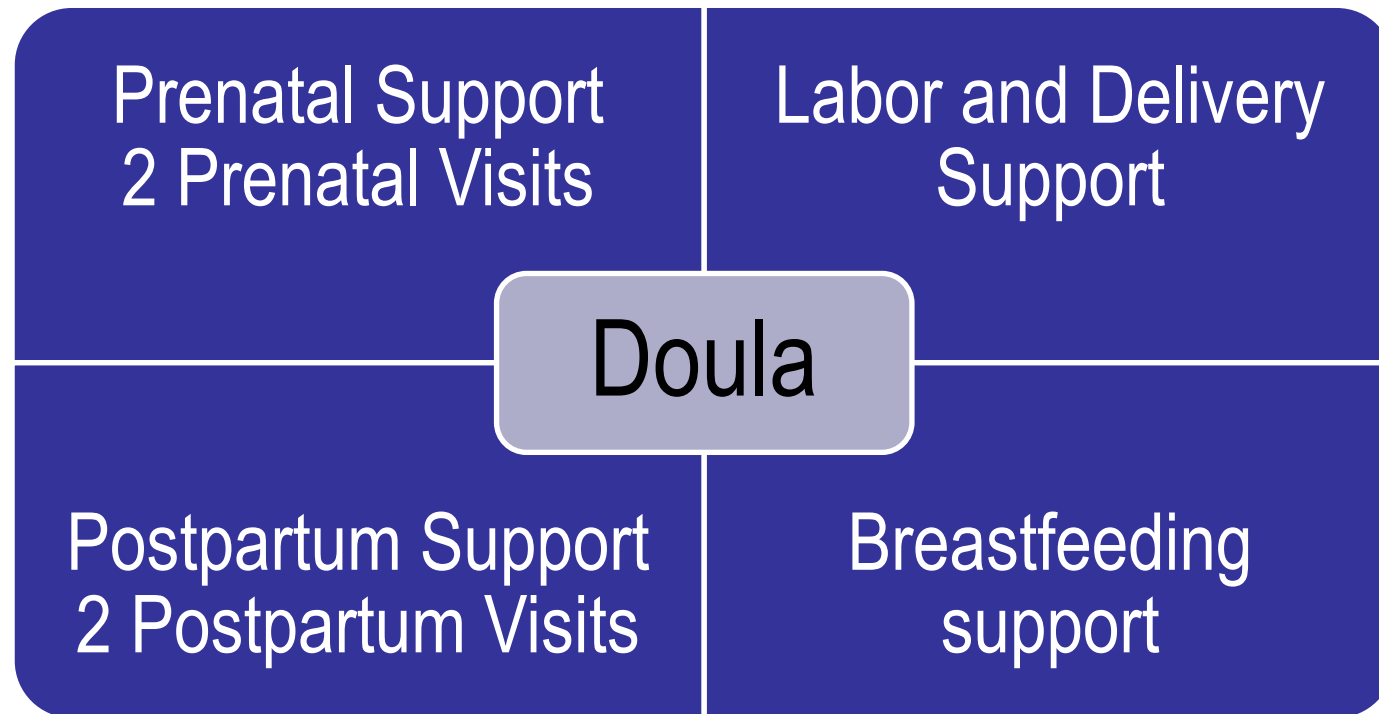 Prenatal Support
2 Prenatal Visits
Labor and Delivery
Support
Doula
Postpartum Support
2 Postpartum Visits
Breastfeeding
support